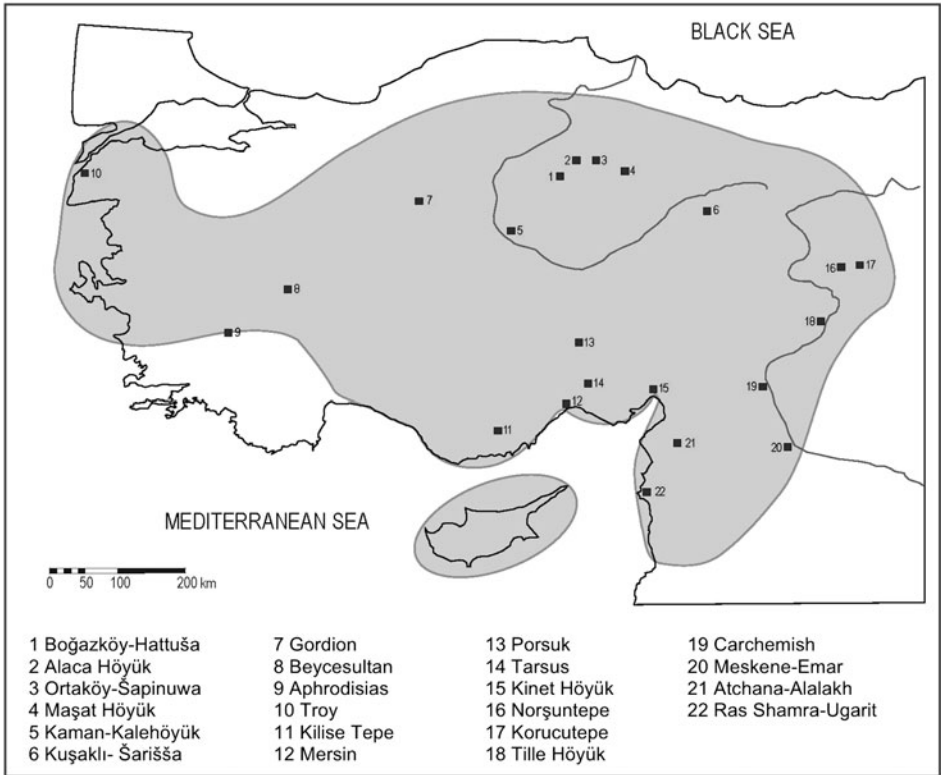 BLACK SEA
10
2
3
1
4
7
6
5
16
17
8
18
9
13
14
15
19
12
11
21
20
22
MEDITERRANEAN SEA
0 50 100 200 km
1 Boğazköy-Hattuša
2 Alaca Höyük
3 Ortaköy-Šapinuwa
4 Maşat Höyük
5 Kaman-Kalehöyük
6 Kuşaklı- Šarišša
7 Gordion
8 Beycesultan
9 Aphrodisias
10 Troy
11 Kilise Tepe
12 Mersin
13 Porsuk
14 Tarsus
15 Kinet Höyük
16 Norşuntepe
17 Korucutepe
18 Tille Höyük
19 Carchemish
20 Meskene-Emar
21 Atchana-Alalakh
22 Ras Shamra-Ugarit